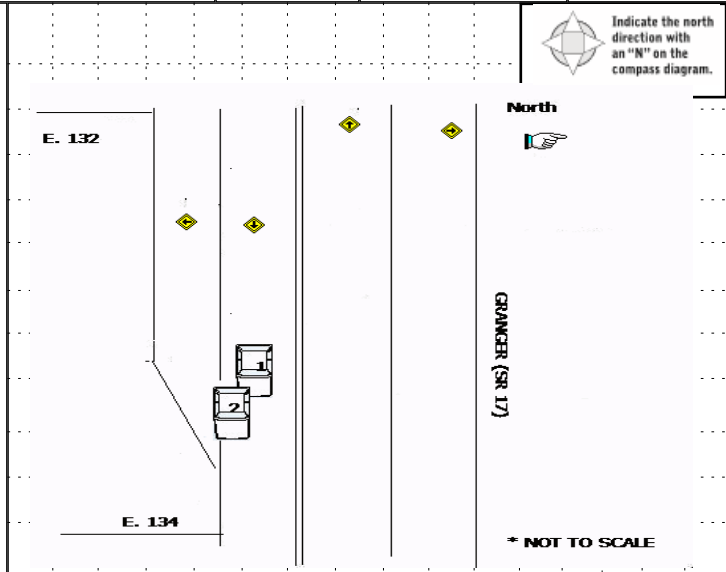 Indicate the north
direction with
an “N” on the
compass diagram.
North
E. 132
1
GRANGER (SR 17)
2
E. 134
* NOT TO SCALE